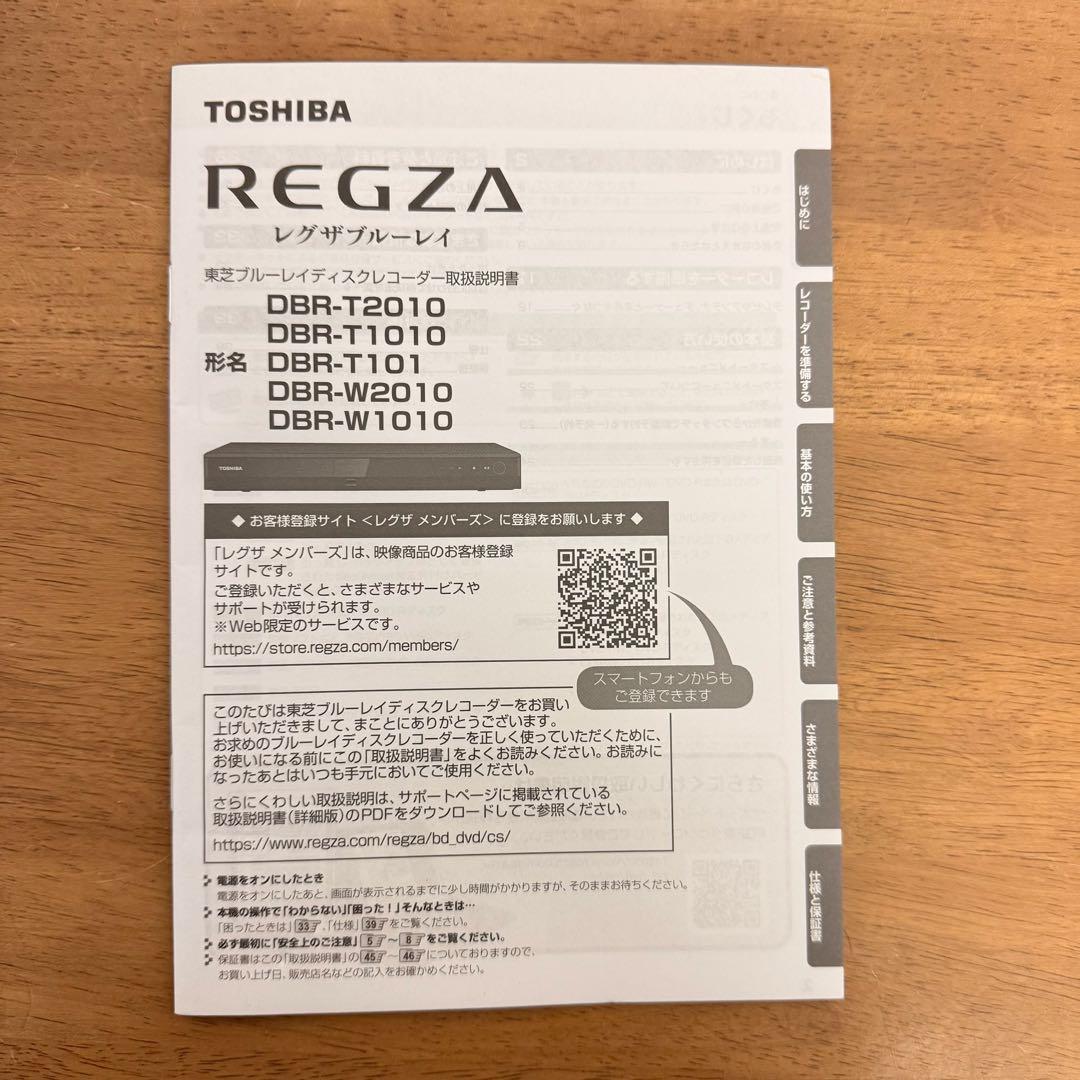 TOSHIBA
REGZA
レグザブルーレイ
東芝ブルーレイディスクレコーダー取扱説明書
DBR-T2010
DBR-T1010
形名 DBR-T101
DBR-W2010
DBR-W1010
TOSHIBA
◆ お客様登録サイト<レグザ メンバーズ> に登録をお願いします ◆
「レグザ メンバーズ」は、映像商品のお客様登録
サイトです。
ご登録いただくと、さまざまなサービスや
サポートが受けられます。
※Web限定のサービスです。
https://store.regza.com/members/
スマートフォンからも
ご登録できます
このたびは東芝ブルーレイディスクレコーダーをお買い
上げいただきまして、まことにありがとうございます。
お求めのブルーレイディスクレコーダーを正しく使っていただくために、
お使いになる前にこの「取扱説明書」をよくお読みください。お読みに
なったあとはいつも手元においてご使用ください。
さらにくわしい取扱説明は、サポートページに掲載されている
取扱説明書(詳細版)のPDFをダウンロードしてご参照ください。
https://www.regza.com/regza/bd_dvd/cs/
電源をオンにしたとき
電源をオンにしたあと、画面が表示されるまでに少し時間がかかりますが、そのままお待ちください。
本機の操作で「わからない」「困った!」そんなときは…
「困ったときは」33、「仕様」39をご覧ください。
必ず最初に「安全上のご注意」5~8をご覧ください。
保証書はこの「取扱説明書」の45~46についておりますので、
お買い上げ日、販売店名などの記入をお確かめください。
はじめに
レコーダーを準備する
基本の使い方
ご注意と参考資料
さまざまな情報
仕様と保証書